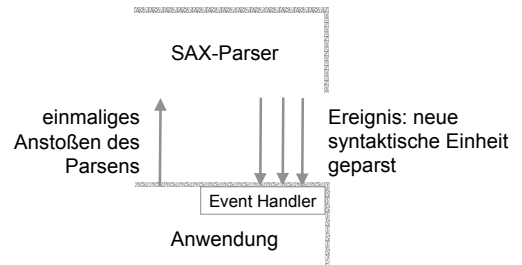 SAX-Parser
einmaliges
Anstoßen des
Parsens
Ereignis: neue
syntaktische Einheit
geparst
Event Handler
Anwendung